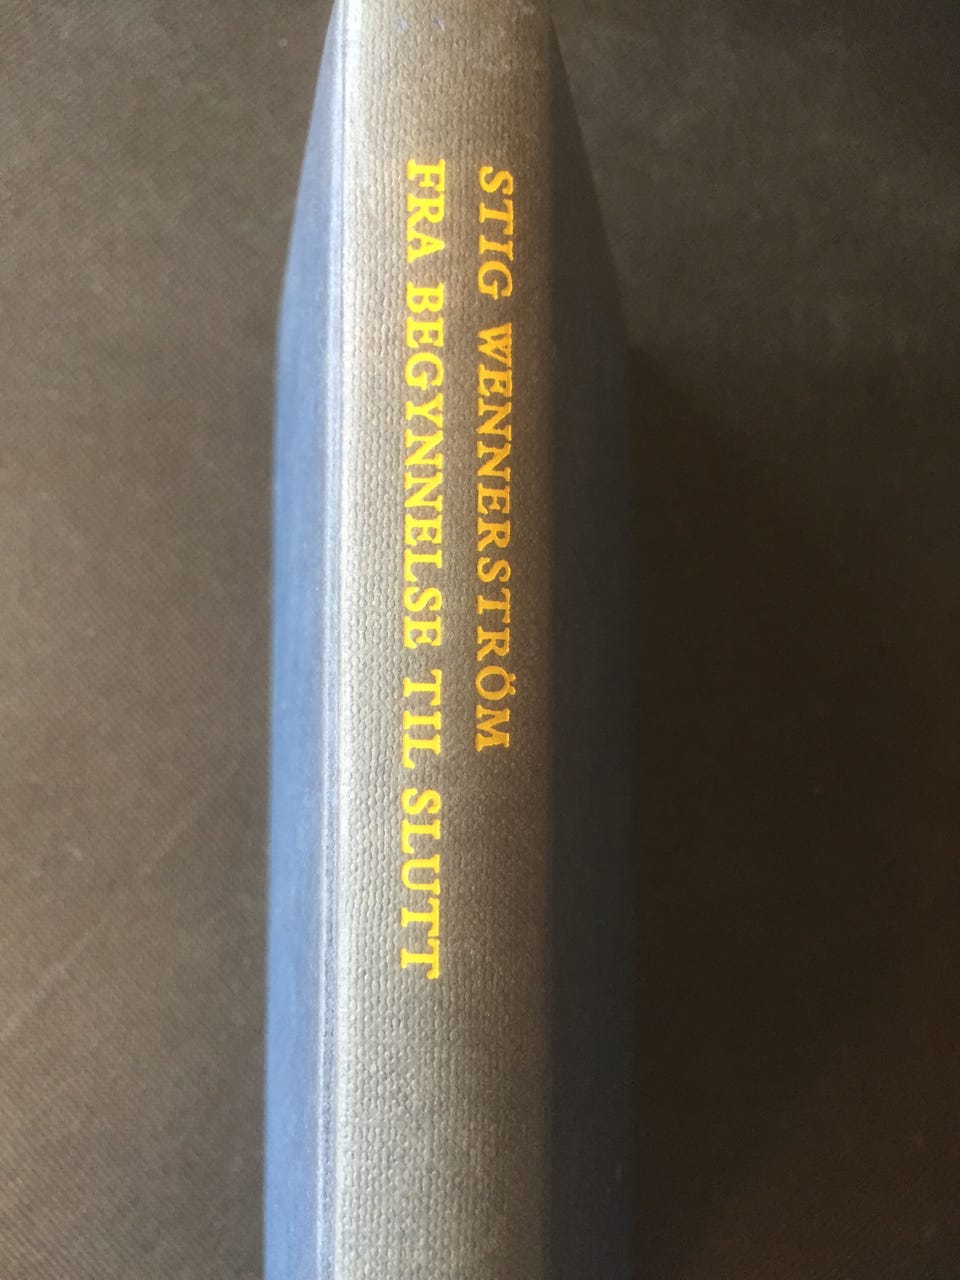 STIG WENNERSTRÖM
FRA BEGYNNELSE TIL SLUTT